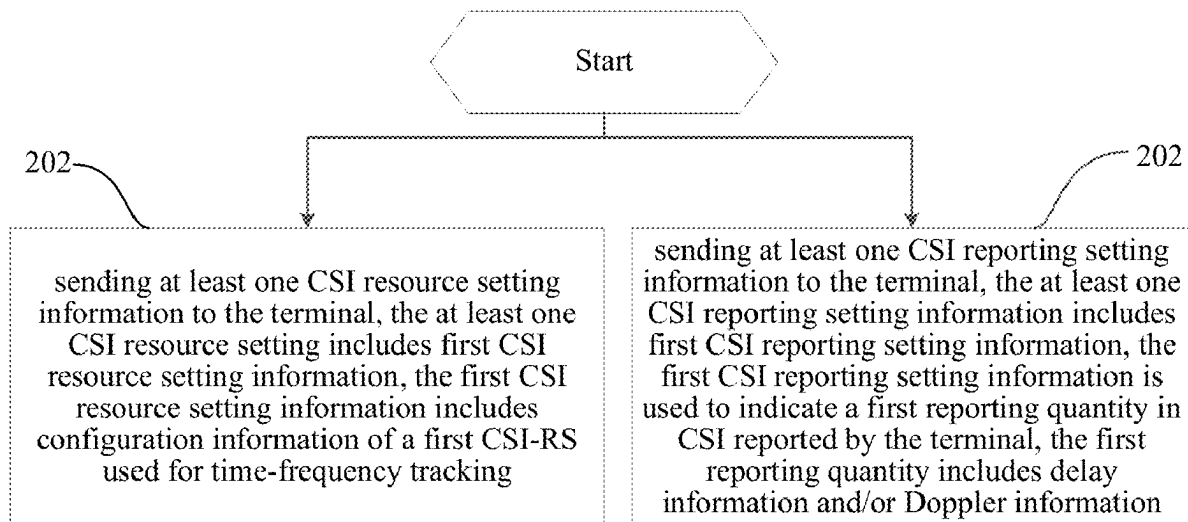 Start
202
202
sending at least one CSI resource setting
information to the terminal, the at least one
CSI resource setting includes first CSI
resource setting information, the first CSI
resource setting information includes
configuration information of a first CSI-RS
used for time-frequency tracking
sending at least one CSI reporting setting
information to the terminal, the at least one
CSI reporting setting information includes
first CSI reporting setting information, the
first CSI reporting setting information is
used to indicate a first reporting quantity in
CSI reported by the terminal, the first
reporting quantity includes delay
information and/or Doppler information